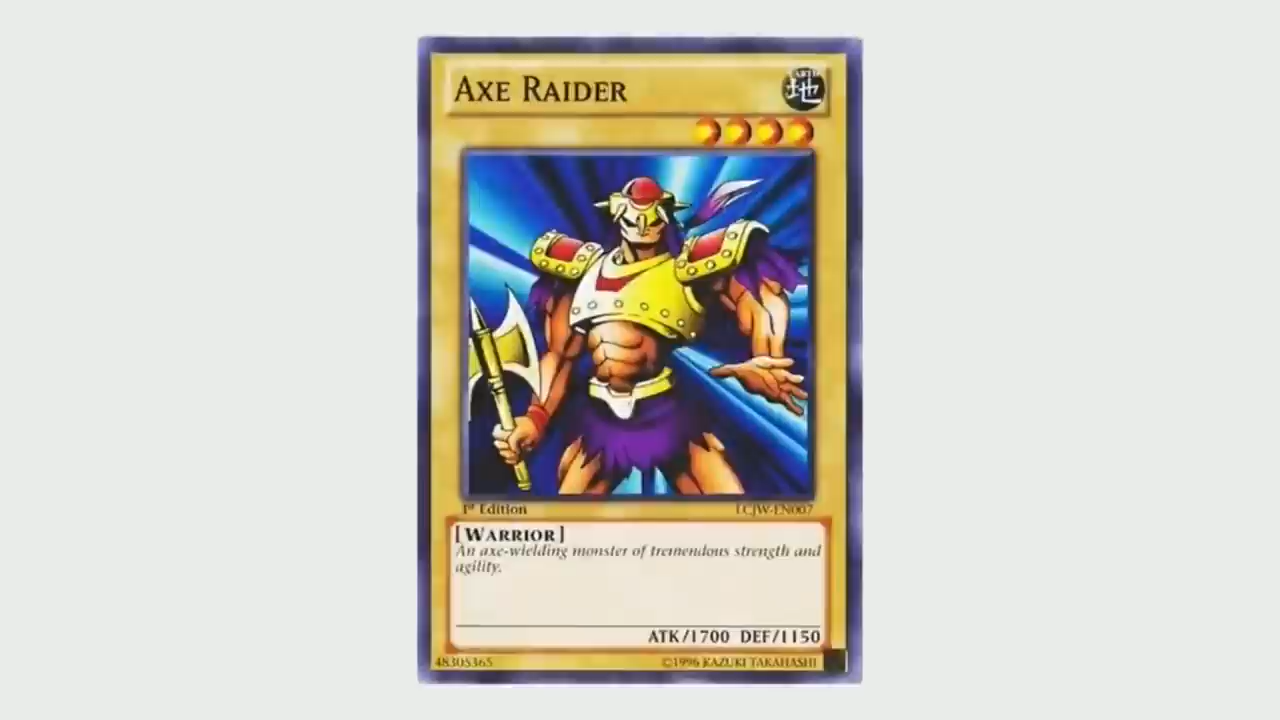 AXE RAIDER
EARTH
地
1st Edition
LCJW-EN007
[WARRIOR]
An axe-wielding monster of tremendous strength and
agility.
ATK/1700 DEF/1150
48305365
©1996 KAZUKI TAKAHASHI